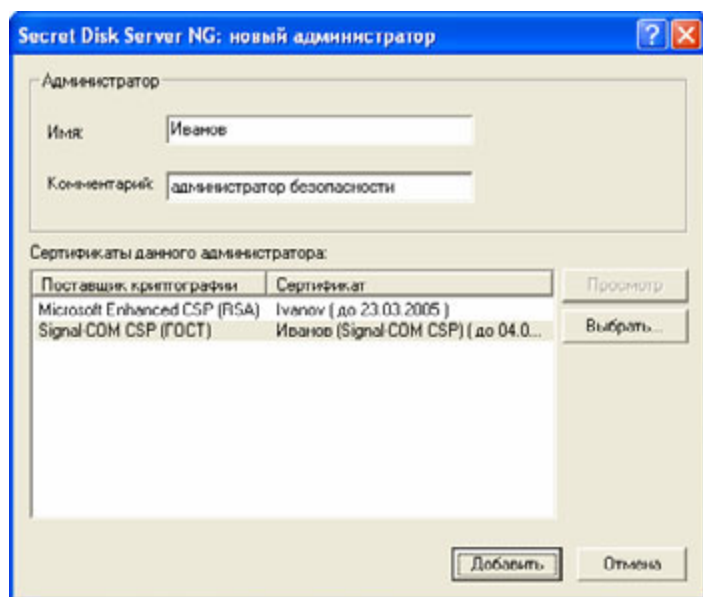 Secret Disk Server NG: новый администратор
Администратор
Имя: Иванов
Комментарий: администратор безопасности
Сертификаты данного администратора:
Поставщик криптографии Сертификат
Просмотр
Microsoft Enhanced CSP (RSA) Ivanov ( до 23.03.2005 )
Signal-COM CSP (ГОСТ) Иванов (Signal-COM CSP) ( до 04.0...
Выбрать...
Добавить Отмена